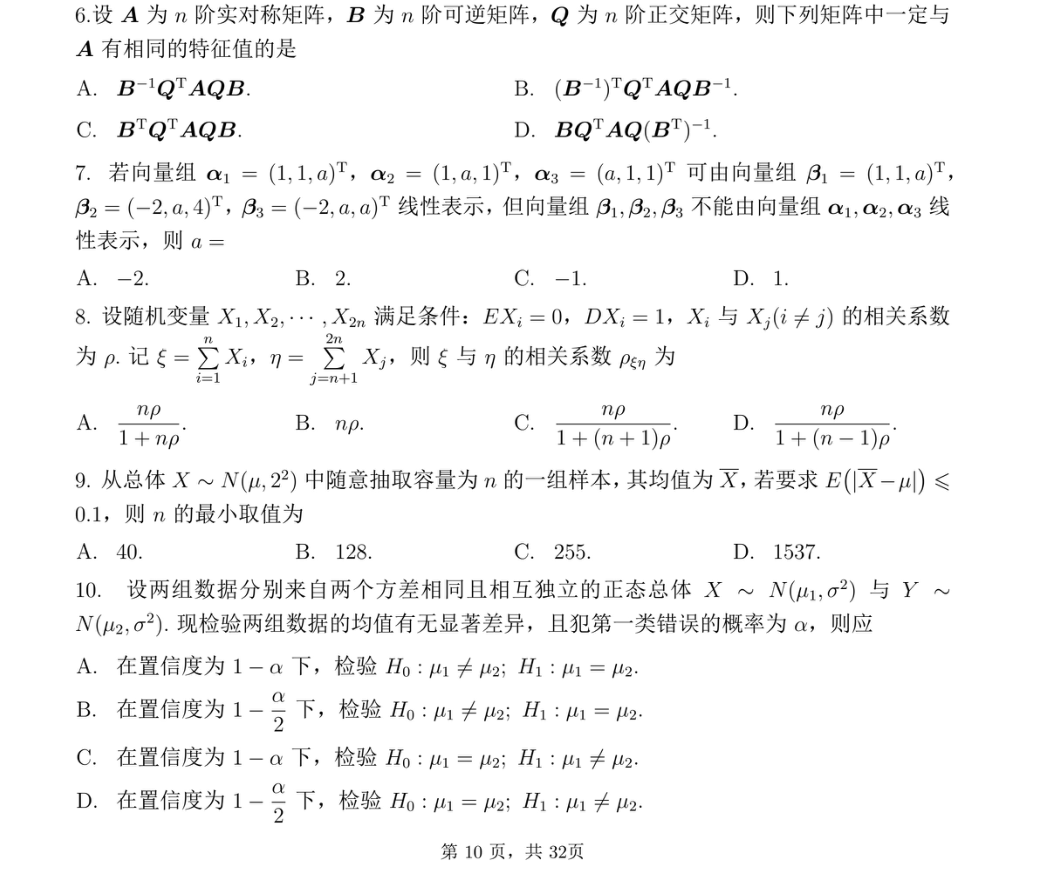 6.设 A 为 n 阶实对称矩阵，B 为 n 阶可逆矩阵，Q 为 n 阶正交矩阵，则下列矩阵中一定与
A 有相同的特征值的是
A. B⁻¹QᵀAQB. B. (B⁻¹)ᵀQᵀAQB⁻¹.
C. BᵀQᵀAQB. D. BQᵀAQ(Bᵀ)⁻¹.
7. 若向量组 α₁ = (1, 1, a)ᵀ，α₂ = (1, a, 1)ᵀ，α₃ = (a, 1, 1)ᵀ 可由向量组 β₁ = (1, 1, a)ᵀ，
β₂ = (−2, a, 4)ᵀ，β₃ = (−2, a, a)ᵀ 线性表示，但向量组 β₁, β₂, β₃ 不能由向量组 α₁, α₂, α₃ 线
性表示，则 a =
A. −2. B. 2. C. −1. D. 1.
8. 设随机变量 X₁, X₂, ⋯ , X₂ₙ 满足条件：EXᵢ = 0，DXᵢ = 1，Xᵢ 与 Xⱼ(i ≠ j) 的相关系数
为 ρ. 记 ξ = ∑_{i=1}^{n} Xᵢ，η = ∑_{j=n+1}^{2n} Xⱼ，则 ξ 与 η 的相关系数 ρ_{ξη} 为
A. nρ/(1 + nρ). B. nρ. C. nρ/(1 + (n + 1)ρ). D. nρ/(1 + (n − 1)ρ).
9. 从总体 X ∼ N(μ, 2²) 中随意抽取容量为 n 的一组样本，其均值为 X̄，若要求 E(|X̄ − μ|) ⩽
0.1，则 n 的最小取值为
A. 40. B. 128. C. 255. D. 1537.
10. 设两组数据分别来自两个方差相同且相互独立的正态总体 X ∼ N(μ₁, σ²) 与 Y ∼
N(μ₂, σ²). 现检验两组数据的均值有无显著差异，且犯第一类错误的概率为 α，则应
A. 在置信度为 1 − α 下，检验 H₀ : μ₁ ≠ μ₂; H₁ : μ₁ = μ₂.
B. 在置信度为 1 − α/2 下，检验 H₀ : μ₁ ≠ μ₂; H₁ : μ₁ = μ₂.
C. 在置信度为 1 − α 下，检验 H₀ : μ₁ = μ₂; H₁ : μ₁ ≠ μ₂.
D. 在置信度为 1 − α/2 下，检验 H₀ : μ₁ = μ₂; H₁ : μ₁ ≠ μ₂.
第 10 页，共 32页